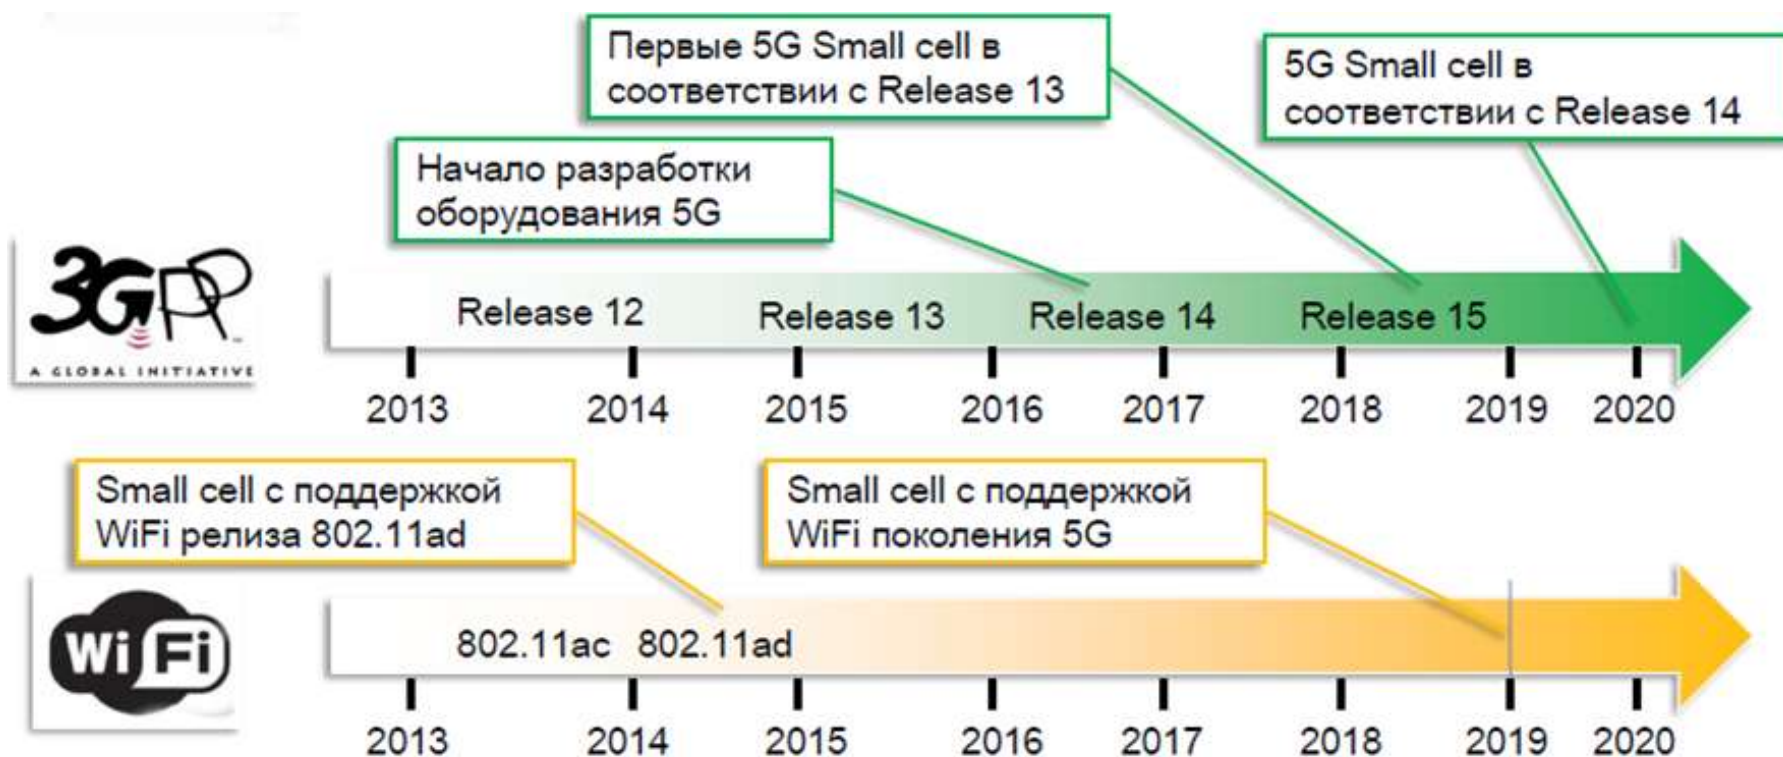 Первые 5G Small cell в
соответствии с Release 13
5G Small cell в
соответствии с Release 14
Начало разработки
оборудования 5G
3GPP
A GLOBAL INITIATIVE
Release 12 Release 13 Release 14 Release 15
2013 2014 2015 2016 2017 2018 2019 2020
Small cell с поддержкой
WiFi релиза 802.11ad
Small cell с поддержкой
WiFi поколения 5G
WiFi
802.11ac 802.11ad
2013 2014 2015 2016 2017 2018 2019 2020